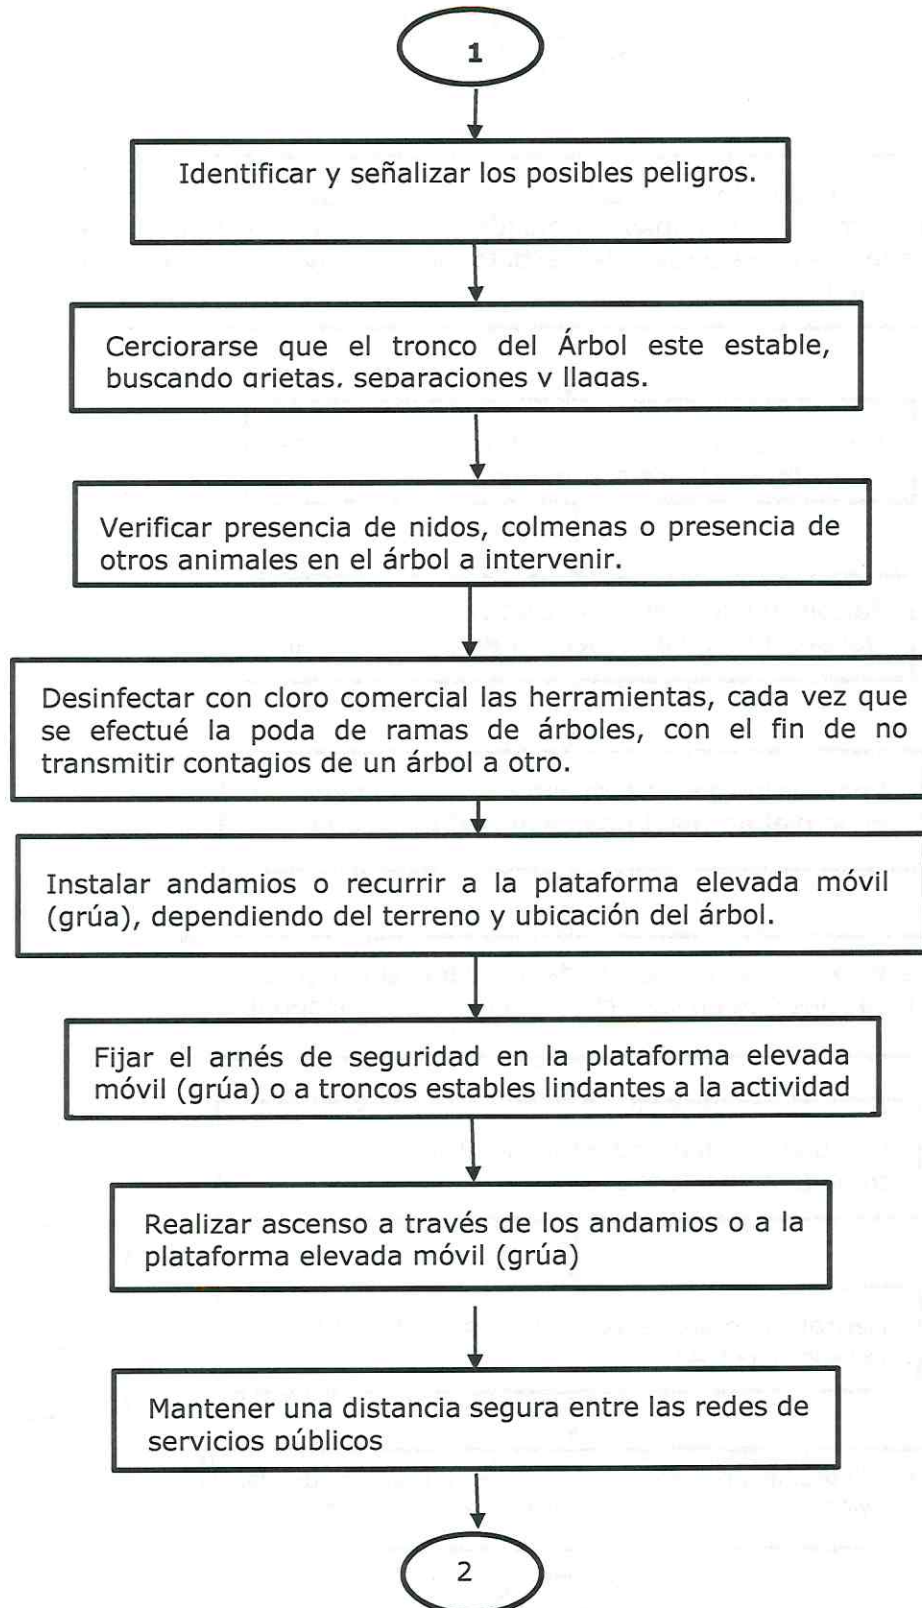 1
Identificar y señalizar los posibles peligros.
Cerciorarse que el tronco del Árbol este estable,
buscando grietas, separaciones y llagas.
Verificar presencia de nidos, colmenas o presencia de
otros animales en el árbol a intervenir.
Desinfectar con cloro comercial las herramientas, cada vez que
se efectué la poda de ramas de árboles, con el fin de no
transmitir contagios de un árbol a otro.
Instalar andamios o recurrir a la plataforma elevada móvil
(grúa), dependiendo del terreno y ubicación del árbol.
Fijar el arnés de seguridad en la plataforma elevada
móvil (grúa) o a troncos estables lindantes a la actividad
Realizar ascenso a través de los andamios o a la
plataforma elevada móvil (grúa)
Mantener una distancia segura entre las redes de
servicios públicos
2